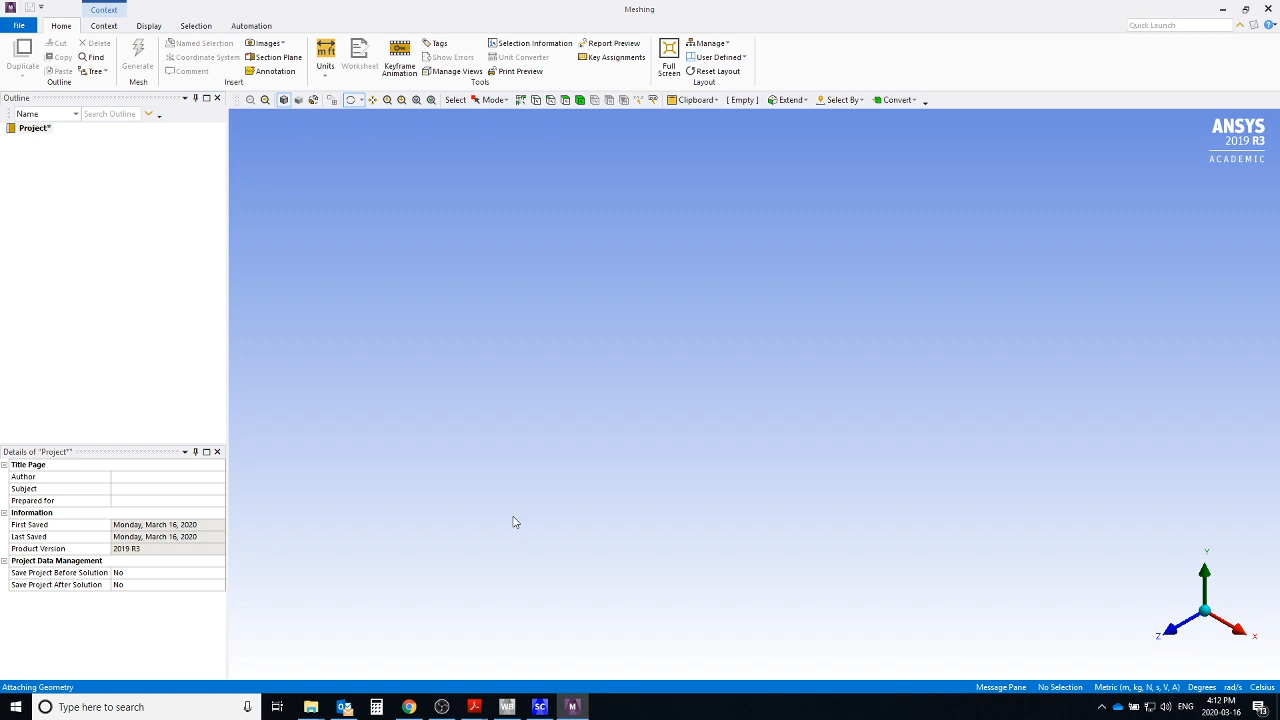 Context
Meshing
File Home Context Display Selection Automation Quick Launch
Duplicate Cut Delete Generate Named Selection Images Units Worksheet Keyframe Animation Tags Selection Information Report Preview Full Screen Manage
Copy Find Coordinate System Section Plane Show Errors Unit Converter Key Assignments User Defined
Paste Tree Comment Annotation Manage Views Print Preview Reset Layout
Outline Mesh Insert Tools Layout
Outline Select Mode Clipboard [ Empty ] Extend Select By Convert
Name Search Outline
Project*
ANSYS
2019 R3
ACADEMIC
Details of "Project*"
Title Page
Author
Subject
Prepared for
Information
First Saved Monday, March 16, 2020
Last Saved Monday, March 16, 2020
Product Version 2019 R3
Project Data Management
Save Project Before Solution No
Save Project After Solution No
Y
Z X
Attaching Geometry Message Pane No Selection Metric (m, kg, N, s, V, A) Degrees rad/s Celsius
Type here to search WB SC M ENG 4:12 PM
2020-03-16